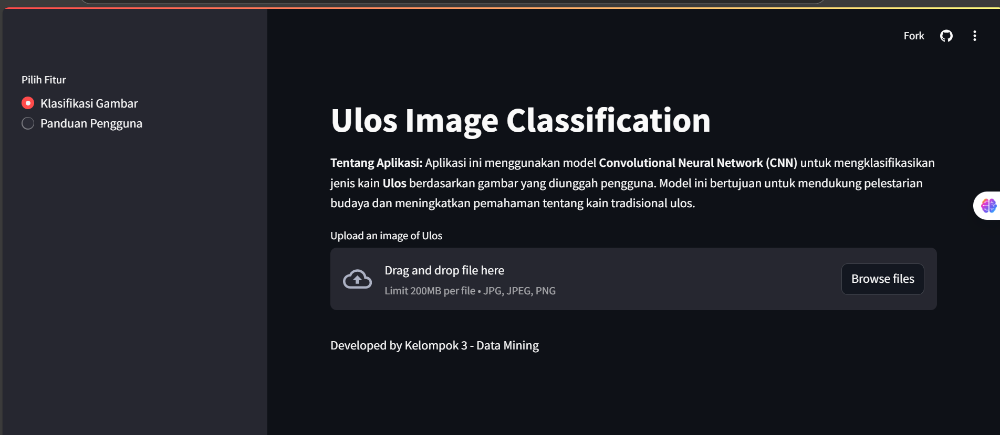 Fork
Pilih Fitur
Klasifikasi Gambar
Panduan Pengguna
Ulos Image Classification
Tentang Aplikasi: Aplikasi ini menggunakan model Convolutional Neural Network (CNN) untuk mengklasifikasikan
jenis kain Ulos berdasarkan gambar yang diunggah pengguna. Model ini bertujuan untuk mendukung pelestarian
budaya dan meningkatkan pemahaman tentang kain tradisional ulos.
Upload an image of Ulos
Drag and drop file here
Limit 200MB per file • JPG, JPEG, PNG
Browse files
Developed by Kelompok 3 - Data Mining